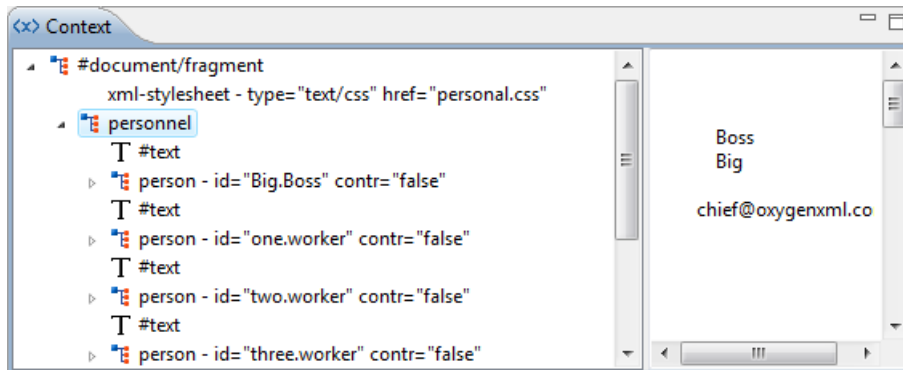 <x> Context
#document/fragment
xml-stylesheet - type="text/css" href="personal.css"
personnel
T #text
person - id="Big.Boss" contr="false"
T #text
person - id="one.worker" contr="false"
T #text
person - id="two.worker" contr="false"
T #text
person - id="three.worker" contr="false"
Boss
Big
chief@oxygenxml.co